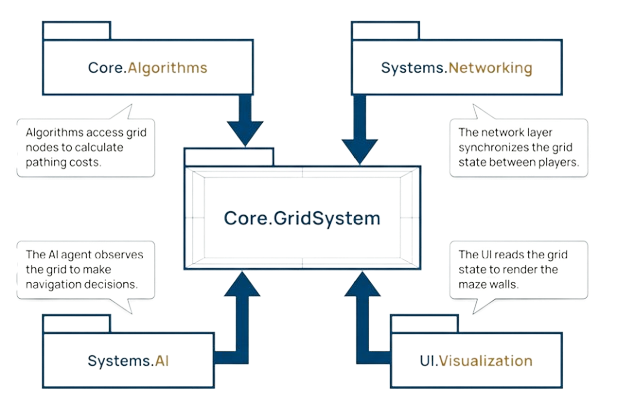 Core.Algorithms
Systems.Networking
Algorithms access grid
nodes to calculate
pathing costs.
The network layer
synchronizes the grid
state between players.
Core.GridSystem
The AI agent observes
the grid to make
navigation decisions.
The UI reads the grid
state to render the
maze walls.
Systems.AI
UI.Visualization